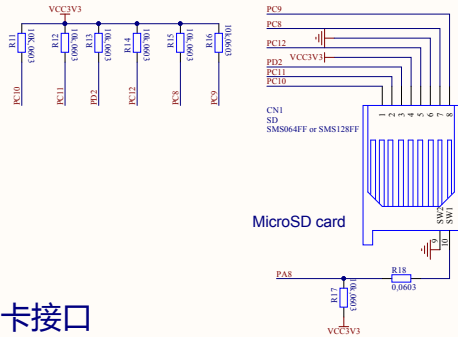 VCC3V3
R11
10K,0603
R12
10K,0603
R13
10K,0603
R14
10K,0603
R15
10K,0603
R16
10K,0603
PC10
PC11
PD2
PC12
PC8
PC9
PC9
PC8
PC12
VCC3V3
PD2
PC11
PC10
CN1
SD
SMS064FF or SMS128FF
1
2
3
4
5
6
7
8
MicroSD card
SW2
SW1
9
10
PA8
R18
0,0603
R17
10K,0603
VCC3V3
卡接口